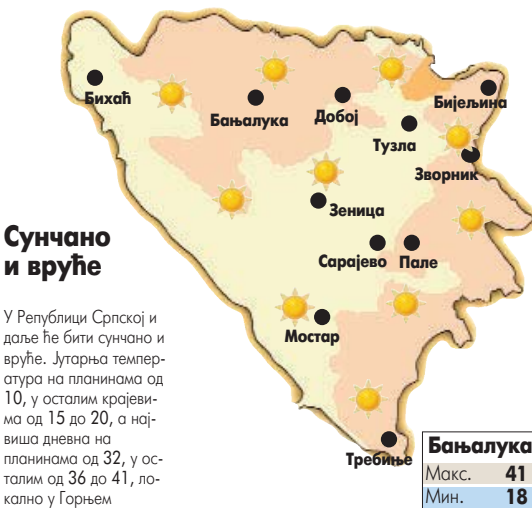 Бихаћ
Бањалука
Добој
Бијељина
Тузла
Зворник
Зеница
Сарајево
Пале
Мостар
Требиње
Сунчано
и вруће
У Републици Српској и
даље ће бити сунчано и
вруће. Јутарња темпер-
атура на планинама од
10, у осталим крајеви-
ма од 15 до 20, а нај-
виша дневна на
планинама од 32, у ос-
талим од 36 до 41, ло-
кално у Горњем
Бањалука
Макс. 41
Мин. 18